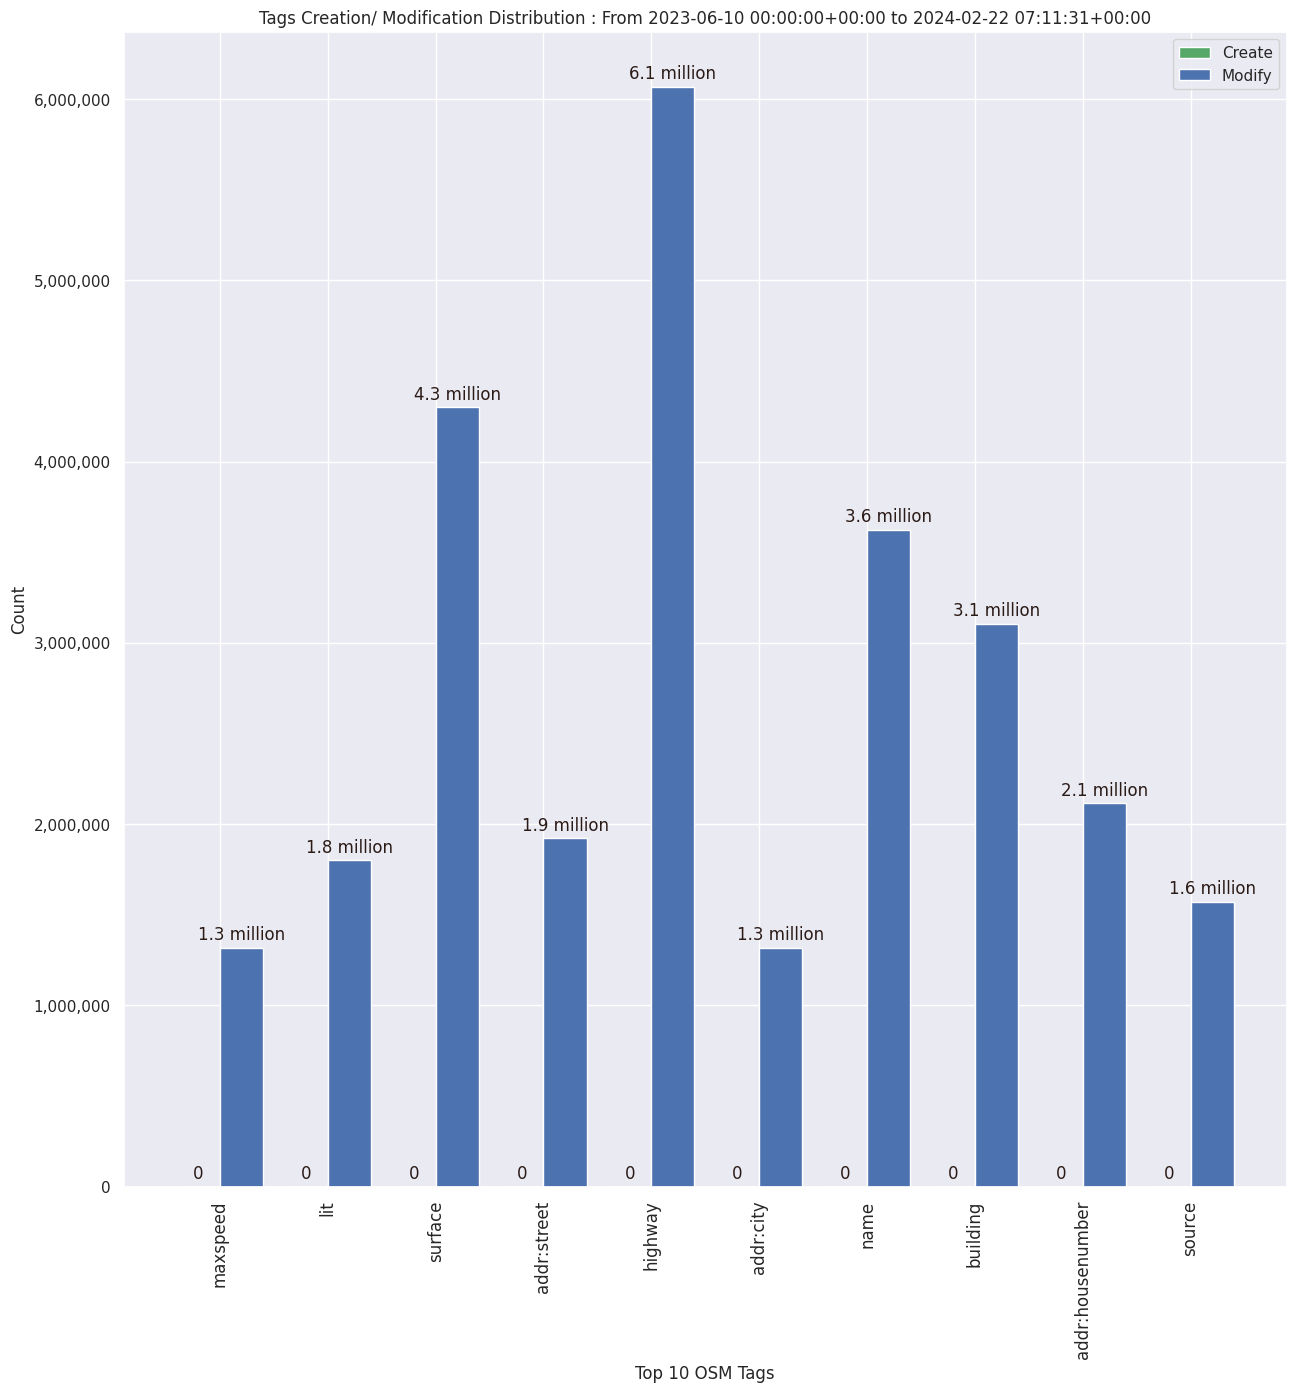 Tags Creation/ Modification Distribution : From 2023-06-10 00:00:00+00:00 to 2024-02-22 07:11:31+00:00
Create
Modify
6.1 million
6,000,000
5,000,000
4.3 million
4,000,000
3.6 million
3.1 million
3,000,000
2.1 million
2,000,000
1.9 million
1.8 million
1.6 million
1.3 million
1.3 million
1,000,000
0 0 0 0 0 0 0 0 0 0
0
Count
maxspeed
lit
surface
addr:street
highway
addr:city
name
building
addr:housenumber
source
Top 10 OSM Tags